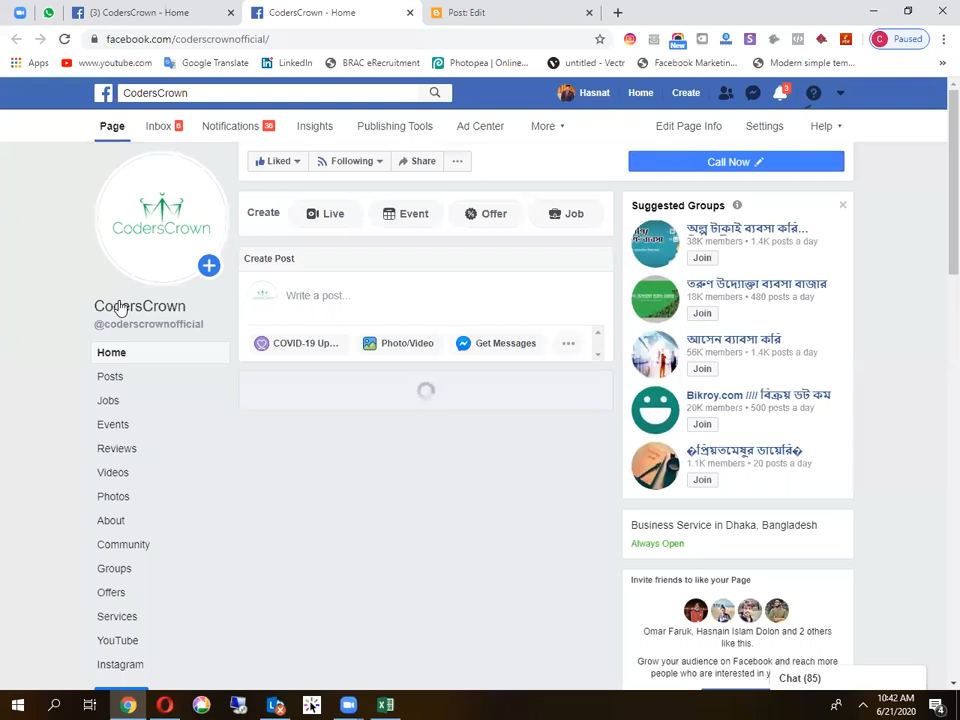 (3) CodersCrown - Home
CodersCrown - Home
Post: Edit
facebook.com/coderscrownofficial/
New
Paused
Apps
www.youtube.com
Google Translate
LinkedIn
BRAC eRecruitment
Photopea | Online...
untitled - Vectr
Facebook Marketin...
Modern simple tem...
CodersCrown
Hasnat
Home
Create
3
Page
Inbox 6
Notifications 36
Insights
Publishing Tools
Ad Center
More
Edit Page Info
Settings
Help
CodersCrown
CodersCrown
@coderscrownofficial
Home
Posts
Jobs
Events
Reviews
Videos
Photos
About
Community
Groups
Offers
Services
YouTube
Instagram
Liked
Following
Share
Call Now
Create
Live
Event
Offer
Job
Create Post
Write a post...
COVID-19 Up...
Photo/Video
Get Messages
Suggested Groups
অল্প টাকাই ব্যবসা করি...
38K members • 1.4K posts a day
Join
তরুণ উদ্যোক্তা ব্যবসা বাজার
18K members • 480 posts a day
Join
আসেন ব্যবসা করি
56K members • 1.4K posts a day
Join
Bikroy.com //// বিক্রয় ডট কম
20K members • 500 posts a day
Join
�প্রিয়তমেষুর ডায়েরি�
1.1K members • 20 posts a day
Join
Business Service in Dhaka, Bangladesh
Always Open
Invite friends to like your Page
Omar Faruk, Hasnain Islam Dolon and 2 others
like this.
Grow your audience on Facebook and reach more
people who are interested in y
Chat (85)
10:42 AM
6/21/2020
4